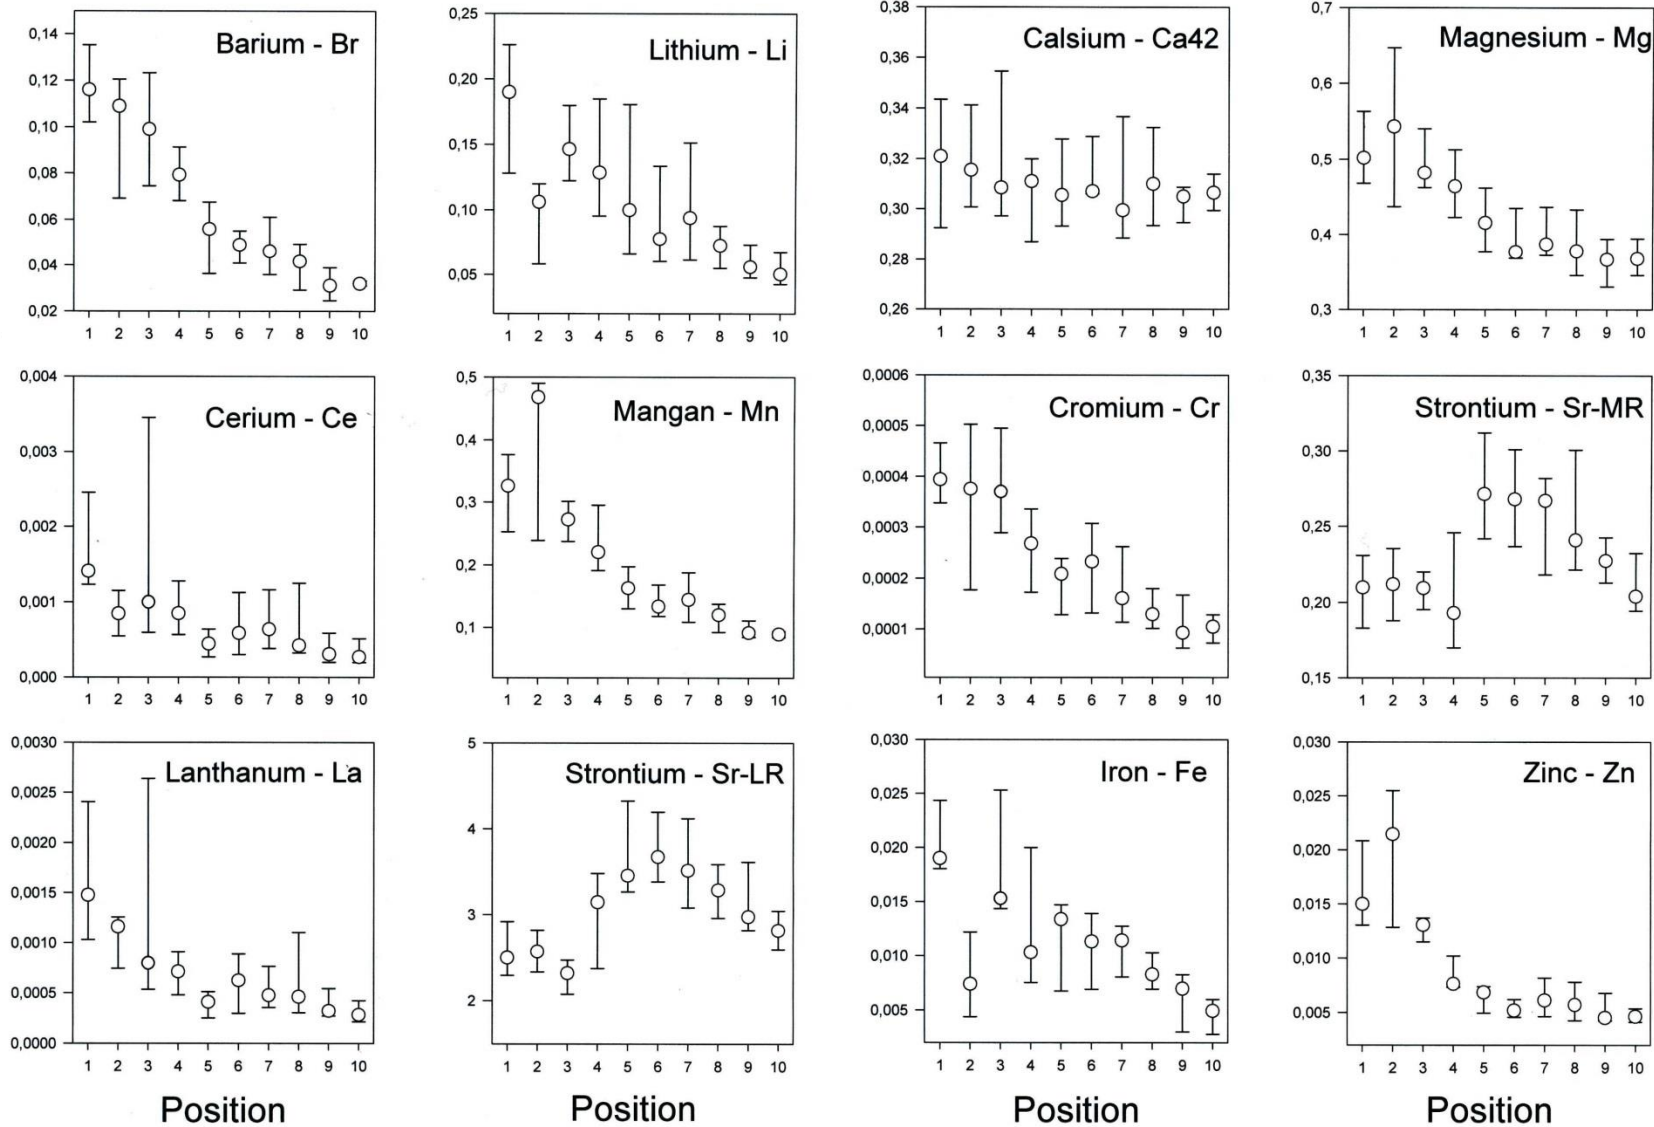 Barium - Br
0,14
0,12
0,10
0,08
0,06
0,04
0,02
1 2 3 4 5 6 7 8 9 10
Lithium - Li
0,25
0,20
0,15
0,10
0,05
1 2 3 4 5 6 7 8 9 10
Calsium - Ca42
0,38
0,36
0,34
0,32
0,30
0,28
0,26
1 2 3 4 5 6 7 8 9 10
Magnesium - Mg
0,7
0,6
0,5
0,4
0,3
1 2 3 4 5 6 7 8 9 10
Cerium - Ce
0,004
0,003
0,002
0,001
0,000
1 2 3 4 5 6 7 8 9 10
Mangan - Mn
0,5
0,4
0,3
0,2
0,1
1 2 3 4 5 6 7 8 9 10
Cromium - Cr
0,0006
0,0005
0,0004
0,0003
0,0002
0,0001
1 2 3 4 5 6 7 8 9 10
Strontium - Sr-MR
0,35
0,30
0,25
0,20
0,15
1 2 3 4 5 6 7 8 9 10
Lanthanum - La
0,0030
0,0025
0,0020
0,0015
0,0010
0,0005
0,0000
1 2 3 4 5 6 7 8 9 10
Position
Strontium - Sr-LR
5
4
3
2
1 2 3 4 5 6 7 8 9 10
Position
Iron - Fe
0,030
0,025
0,020
0,015
0,010
0,005
1 2 3 4 5 6 7 8 9 10
Position
Zinc - Zn
0,030
0,025
0,020
0,015
0,010
0,005
1 2 3 4 5 6 7 8 9 10
Position